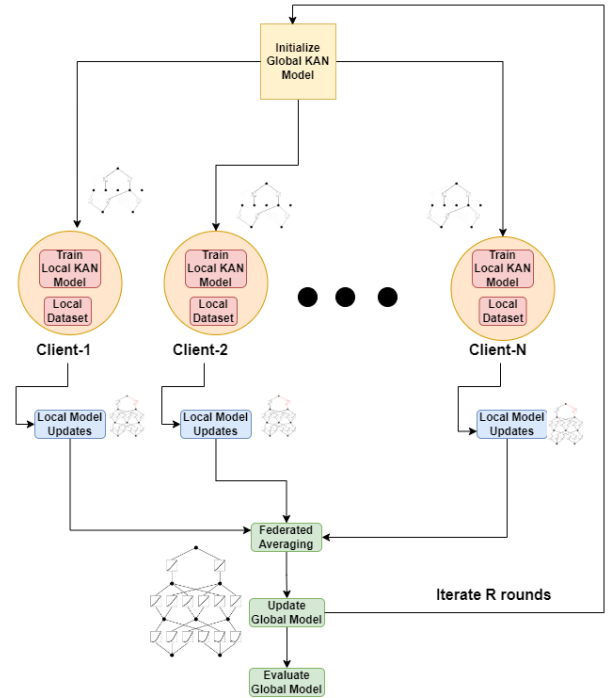 Initialize
Global KAN
Model
Train
Local KAN
Model
Local
Dataset
Client-1
Train
Local KAN
Model
Local
Dataset
Client-2
Train
Local KAN
Model
Local
Dataset
Client-N
Local Model
Updates
Local Model
Updates
Local Model
Updates
Federated
Averaging
Update
Global Model
Iterate R rounds
Evaluate
Global Model